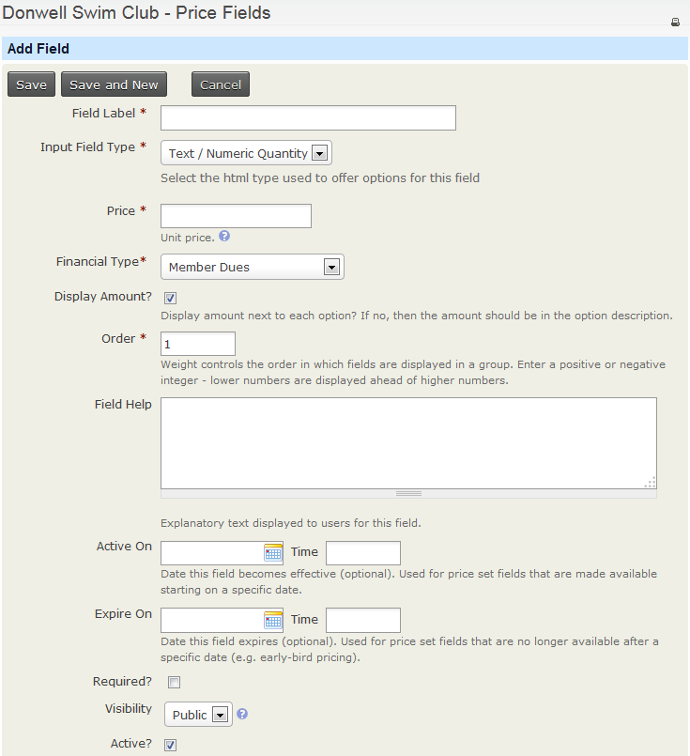 Donwell Swim Club - Price Fields
Add Field
Save Save and New Cancel
Field Label *
Input Field Type * Text / Numeric Quantity
Select the html type used to offer options for this field
Price *
Unit price. ?
Financial Type* Member Dues
Display Amount?
Display amount next to each option? If no, then the amount should be in the option description.
Order * 1
Weight controls the order in which fields are displayed in a group. Enter a positive or negative
integer - lower numbers are displayed ahead of higher numbers.
Field Help
Explanatory text displayed to users for this field.
Active On Time
Date this field becomes effective (optional). Used for price set fields that are made available
starting on a specific date.
Expire On Time
Date this field expires (optional). Used for price set fields that are no longer available after a
specific date (e.g. early-bird pricing).
Required?
Visibility Public ?
Active?